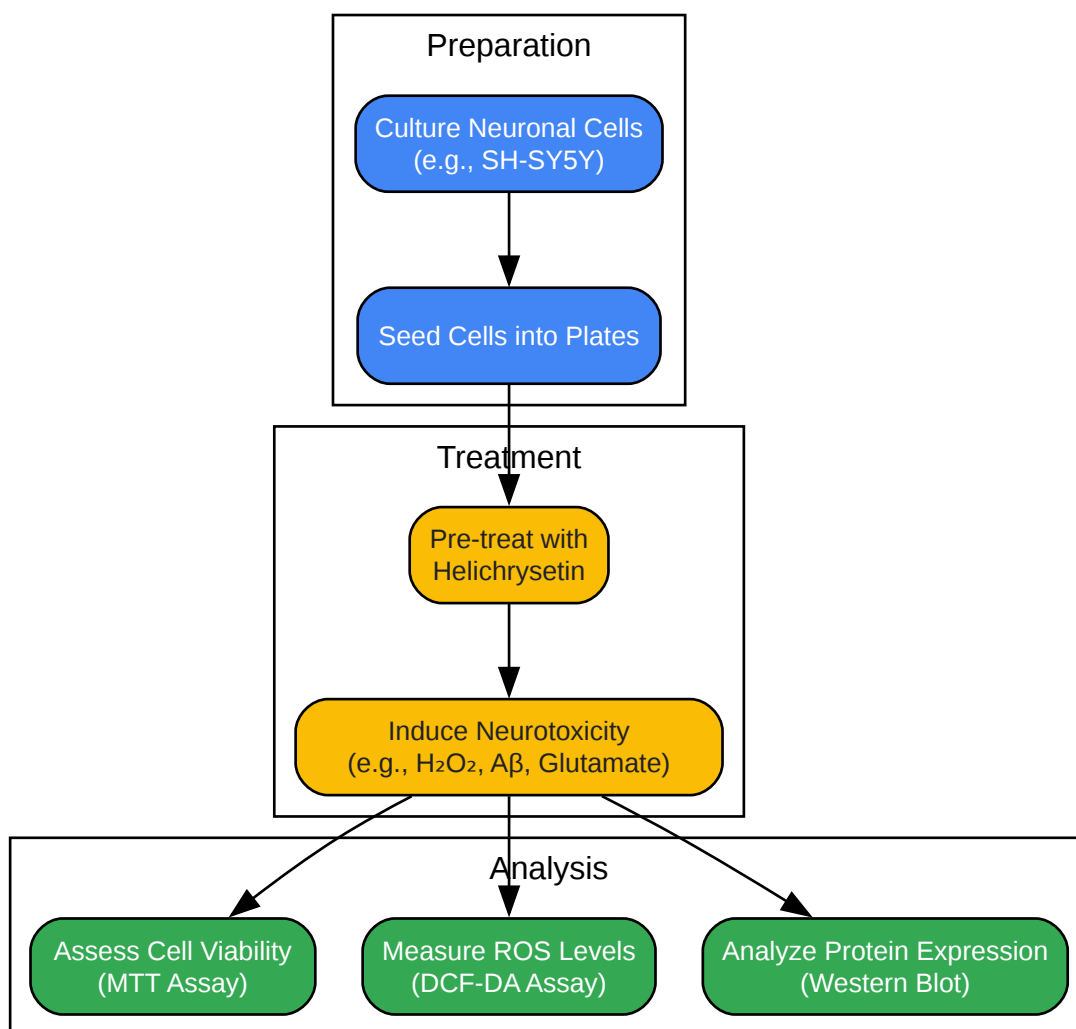 Preparation
Culture Neuronal Cells
(e.g., SH-SY5Y)
Seed Cells into Plates
Treatment
Pre-treat with
Helichrysetin
Induce Neurotoxicity
(e.g., H₂O₂, Aβ, Glutamate)
Analysis
Assess Cell Viability
(MTT Assay)
Measure ROS Levels
(DCF-DA Assay)
Analyze Protein Expression
(Western Blot)